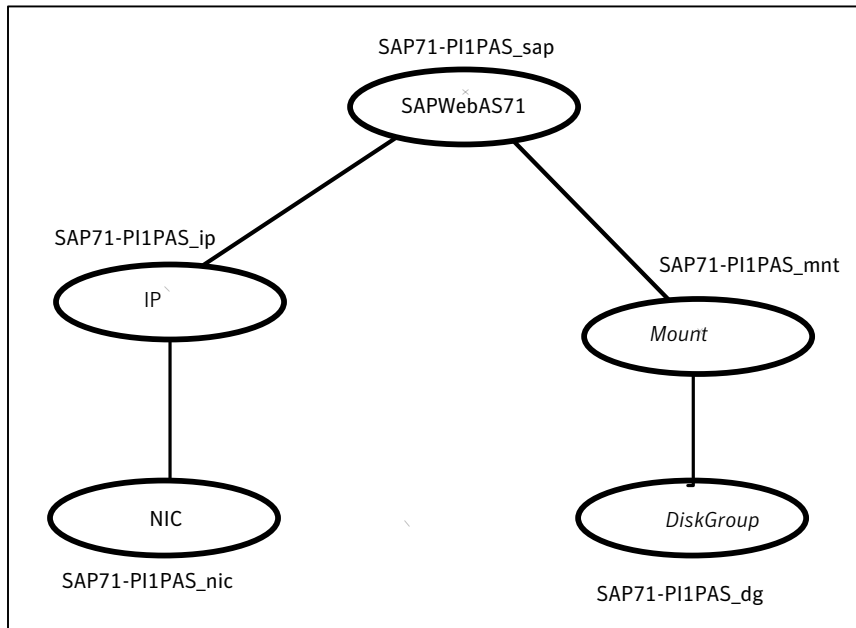 SAP71-PI1PAS_sap
SAPWebAS71
SAP71-PI1PAS_ip
IP
SAP71-PI1PAS_mnt
Mount
NIC
DiskGroup
SAP71-PI1PAS_nic
SAP71-PI1PAS_dg